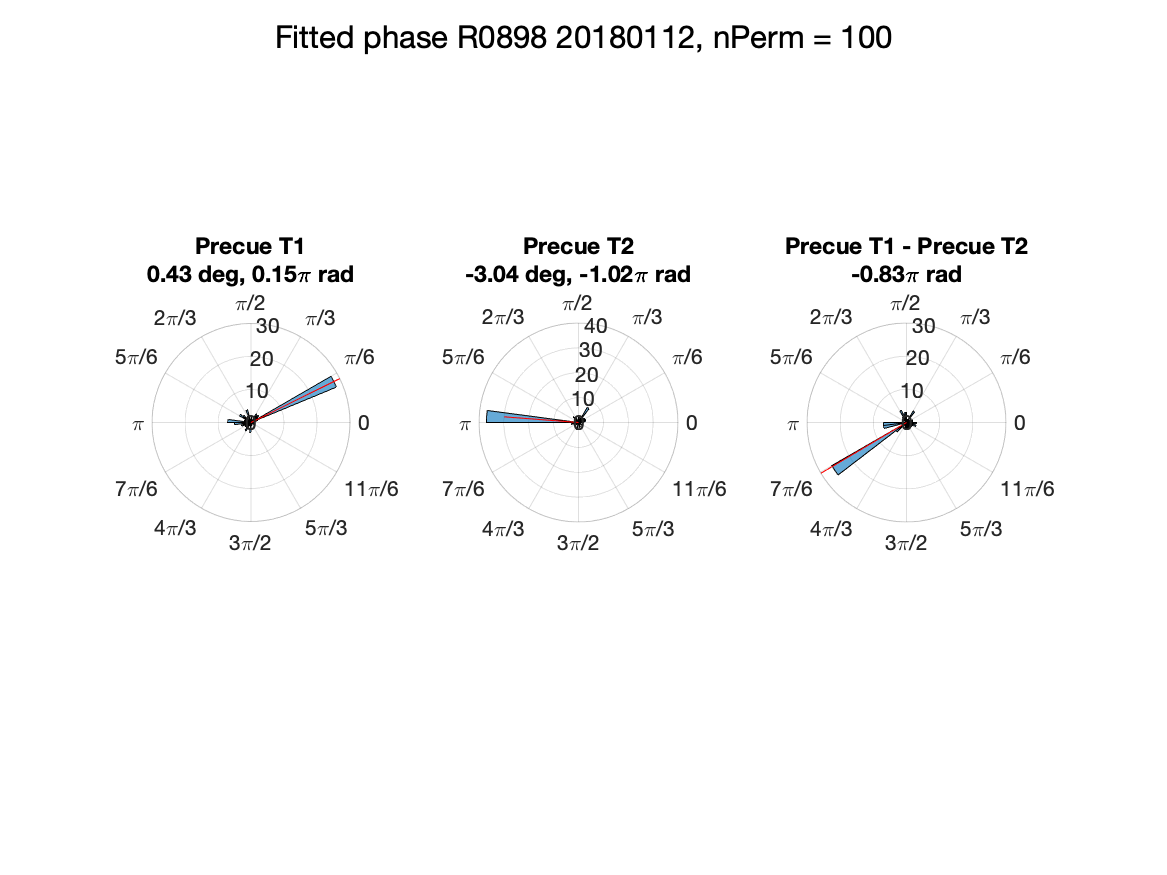 Fitted phase R0898 20180112, nPerm = 100
Precue T1
0.43 deg, 0.15π rad
π/2
2π/3
π/3
5π/6
π/6
π
0
7π/6
11π/6
4π/3
5π/3
3π/2
30
20
10
Precue T2
-3.04 deg, -1.02π rad
π/2
2π/3
π/3
5π/6
π/6
π
0
7π/6
11π/6
4π/3
5π/3
3π/2
40
30
20
10
Precue T1 - Precue T2
-0.83π rad
π/2
2π/3
π/3
5π/6
π/6
π
0
7π/6
11π/6
4π/3
5π/3
3π/2
30
20
10